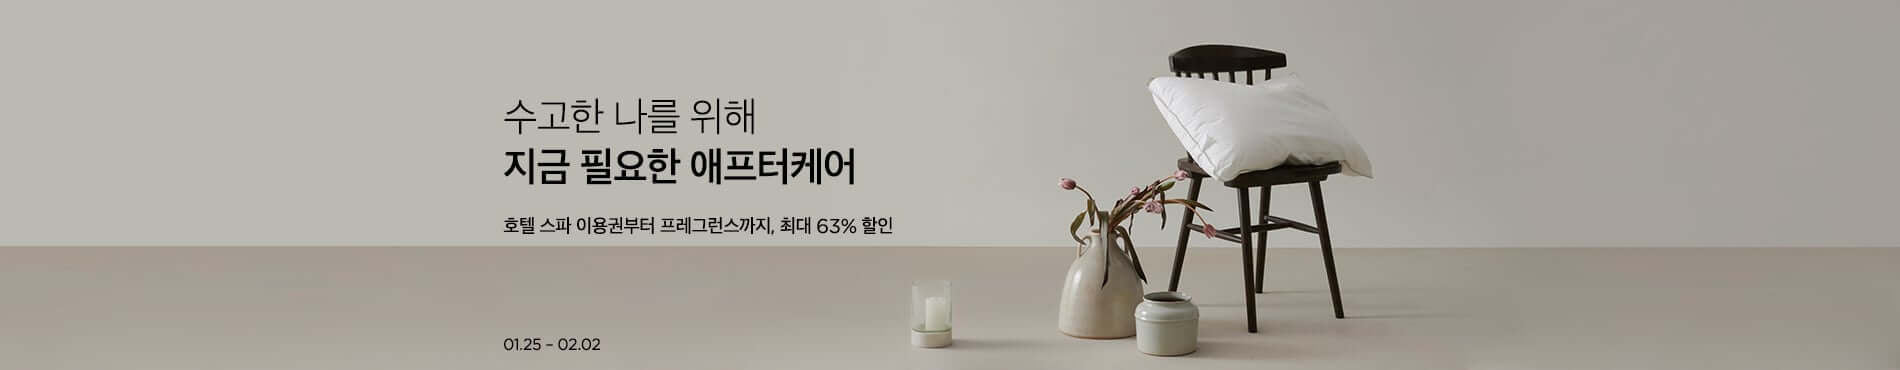 수고한 나를 위해
지금 필요한 애프터케어
호텔 스파 이용권부터 프레그런스까지, 최대 63% 할인
01.25 – 02.02